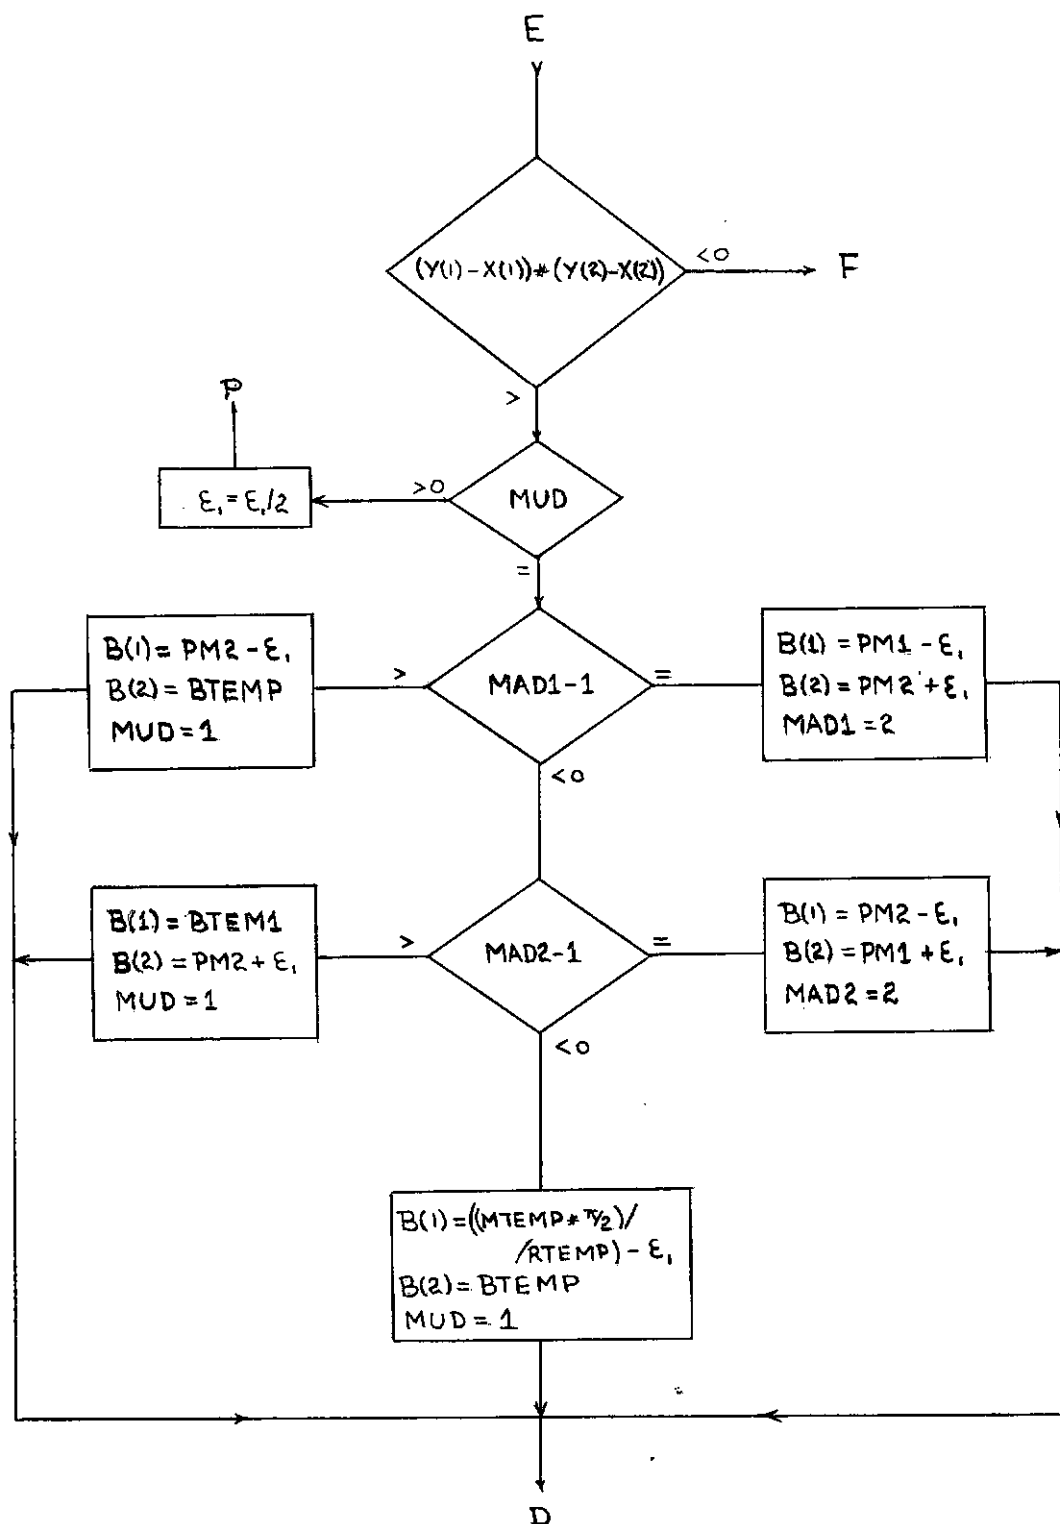 E
(Y(1)-X(1))*(Y(2)-X(2))
<0
F
>
P
ε₁=ε₁/2
>0
MUD
=
B(1)=PM2-ε₁
B(2)=BTEMP
MUD=1
>
MAD1-1
=
B(1)=PM1-ε₁
B(2)=PM2+ε₁
MAD1=2
<0
B(1)=BTEM1
B(2)=PM2+ε₁
MUD=1
>
MAD2-1
=
B(1)=PM2-ε₁
B(2)=PM1+ε₁
MAD2=2
<0
B(1)=((MTEMP*π/2)/
/RTEMP)-ε₁
B(2)=BTEMP
MUD=1
D